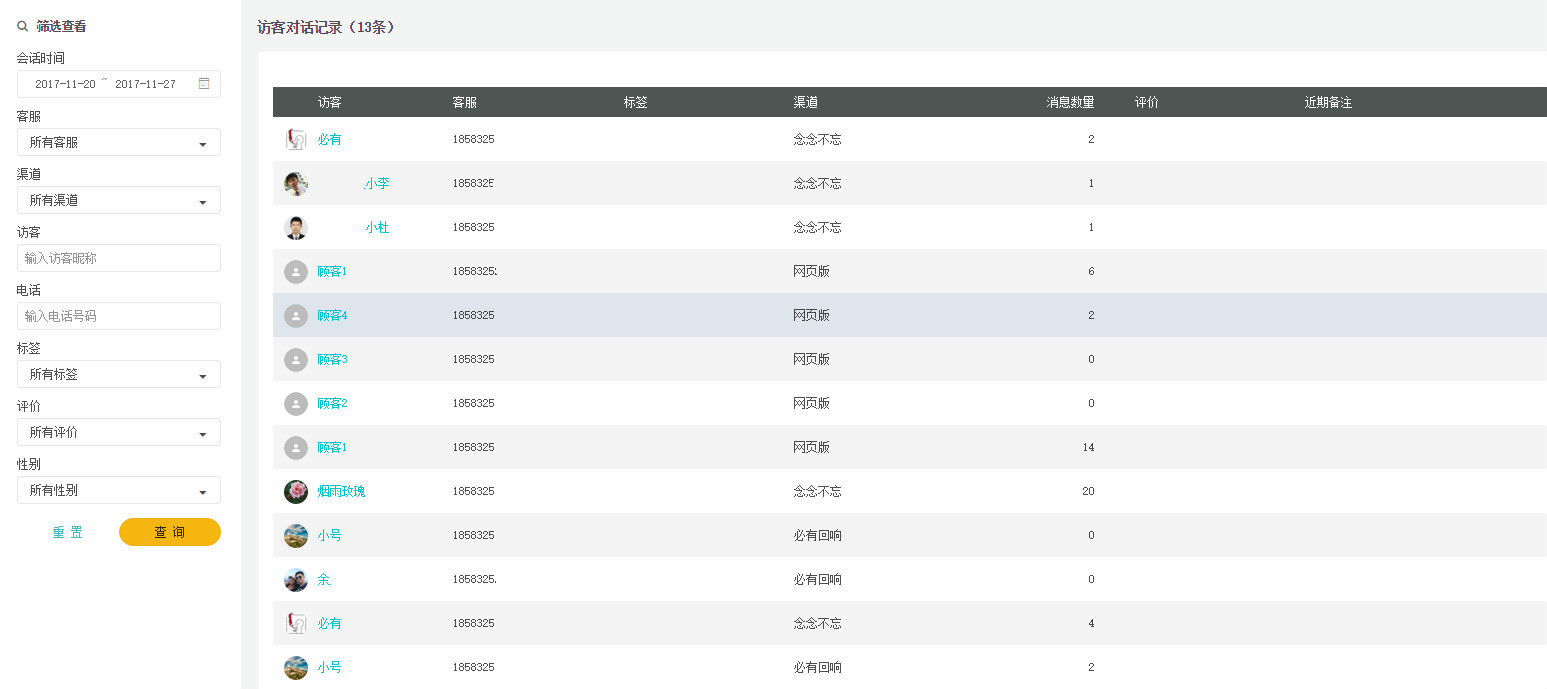 筛选查看
会话时间
2017-11-20 ~ 2017-11-27
客服
所有客服
渠道
所有渠道
访客
输入访客昵称
电话
输入电话号码
标签
所有标签
评价
所有评价
性别
所有性别
重 置 查 询
访客对话记录（13条）
访客 客服 标签 渠道 消息数量 评价 近期备注
必有 1858325 念念不忘 2
小李 1858325 念念不忘 1
小杜 1858325 念念不忘 1
顾客1 1858325 网页版 6
顾客4 1858325 网页版 2
顾客3 1858325 网页版 0
顾客2 1858325 网页版 0
顾客1 1858325 网页版 14
烟雨玫瑰 1858325 念念不忘 20
小号 1858325 必有回响 0
余 1858325 必有回响 0
必有 1858325 念念不忘 4
小号 1858325 必有回响 2